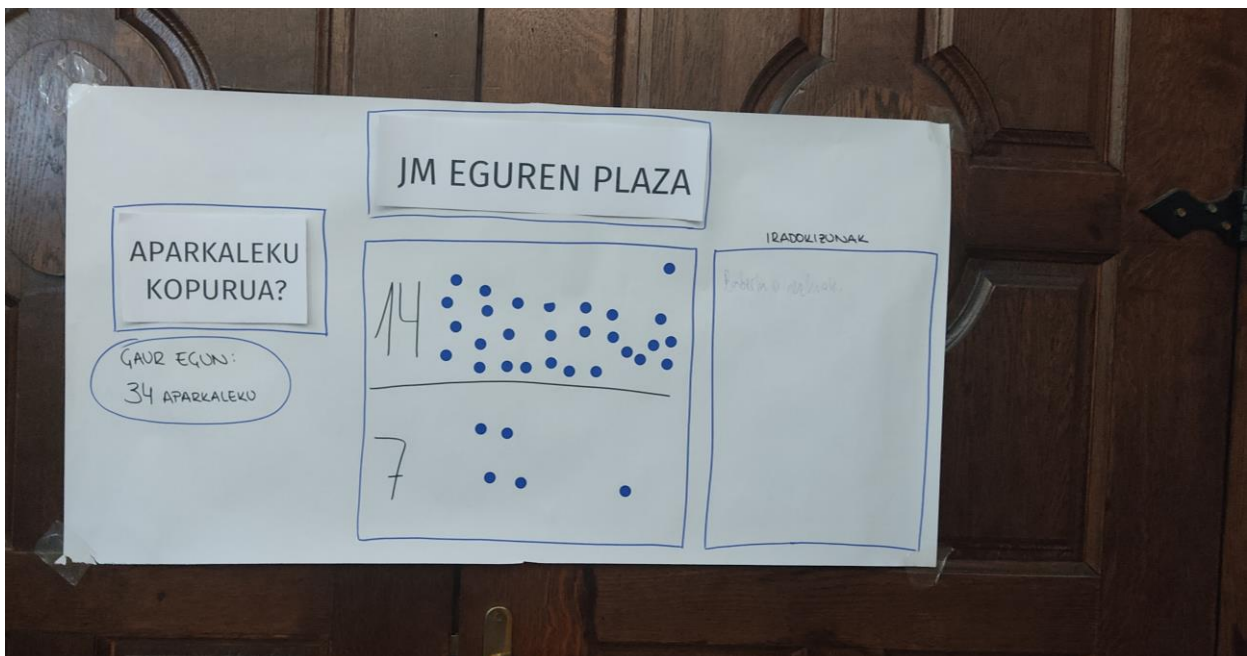 JM EGUREN PLAZA
APARKALEKU
KOPURUA?
GAUR EGUN:
34 APARKALEKU
14
7
IRADOKIZUNAK